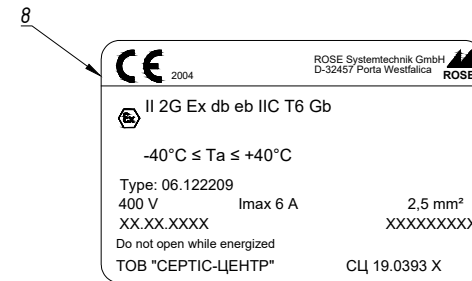 8
CE 2004
ROSE Systemtechnik GmbH
D-32457 Porta Westfalica
ROSE
Ex II 2G Ex db eb IIC T6 Gb
-40°C ≤ Ta ≤ +40°C
Type: 06.122209
400 V Imax 6 A 2,5 mm²
XX.XX.XXXX XXXXXXXXX
Do not open while energized
ТОВ "СЕРТІС-ЦЕНТР" СЦ 19.0393 X